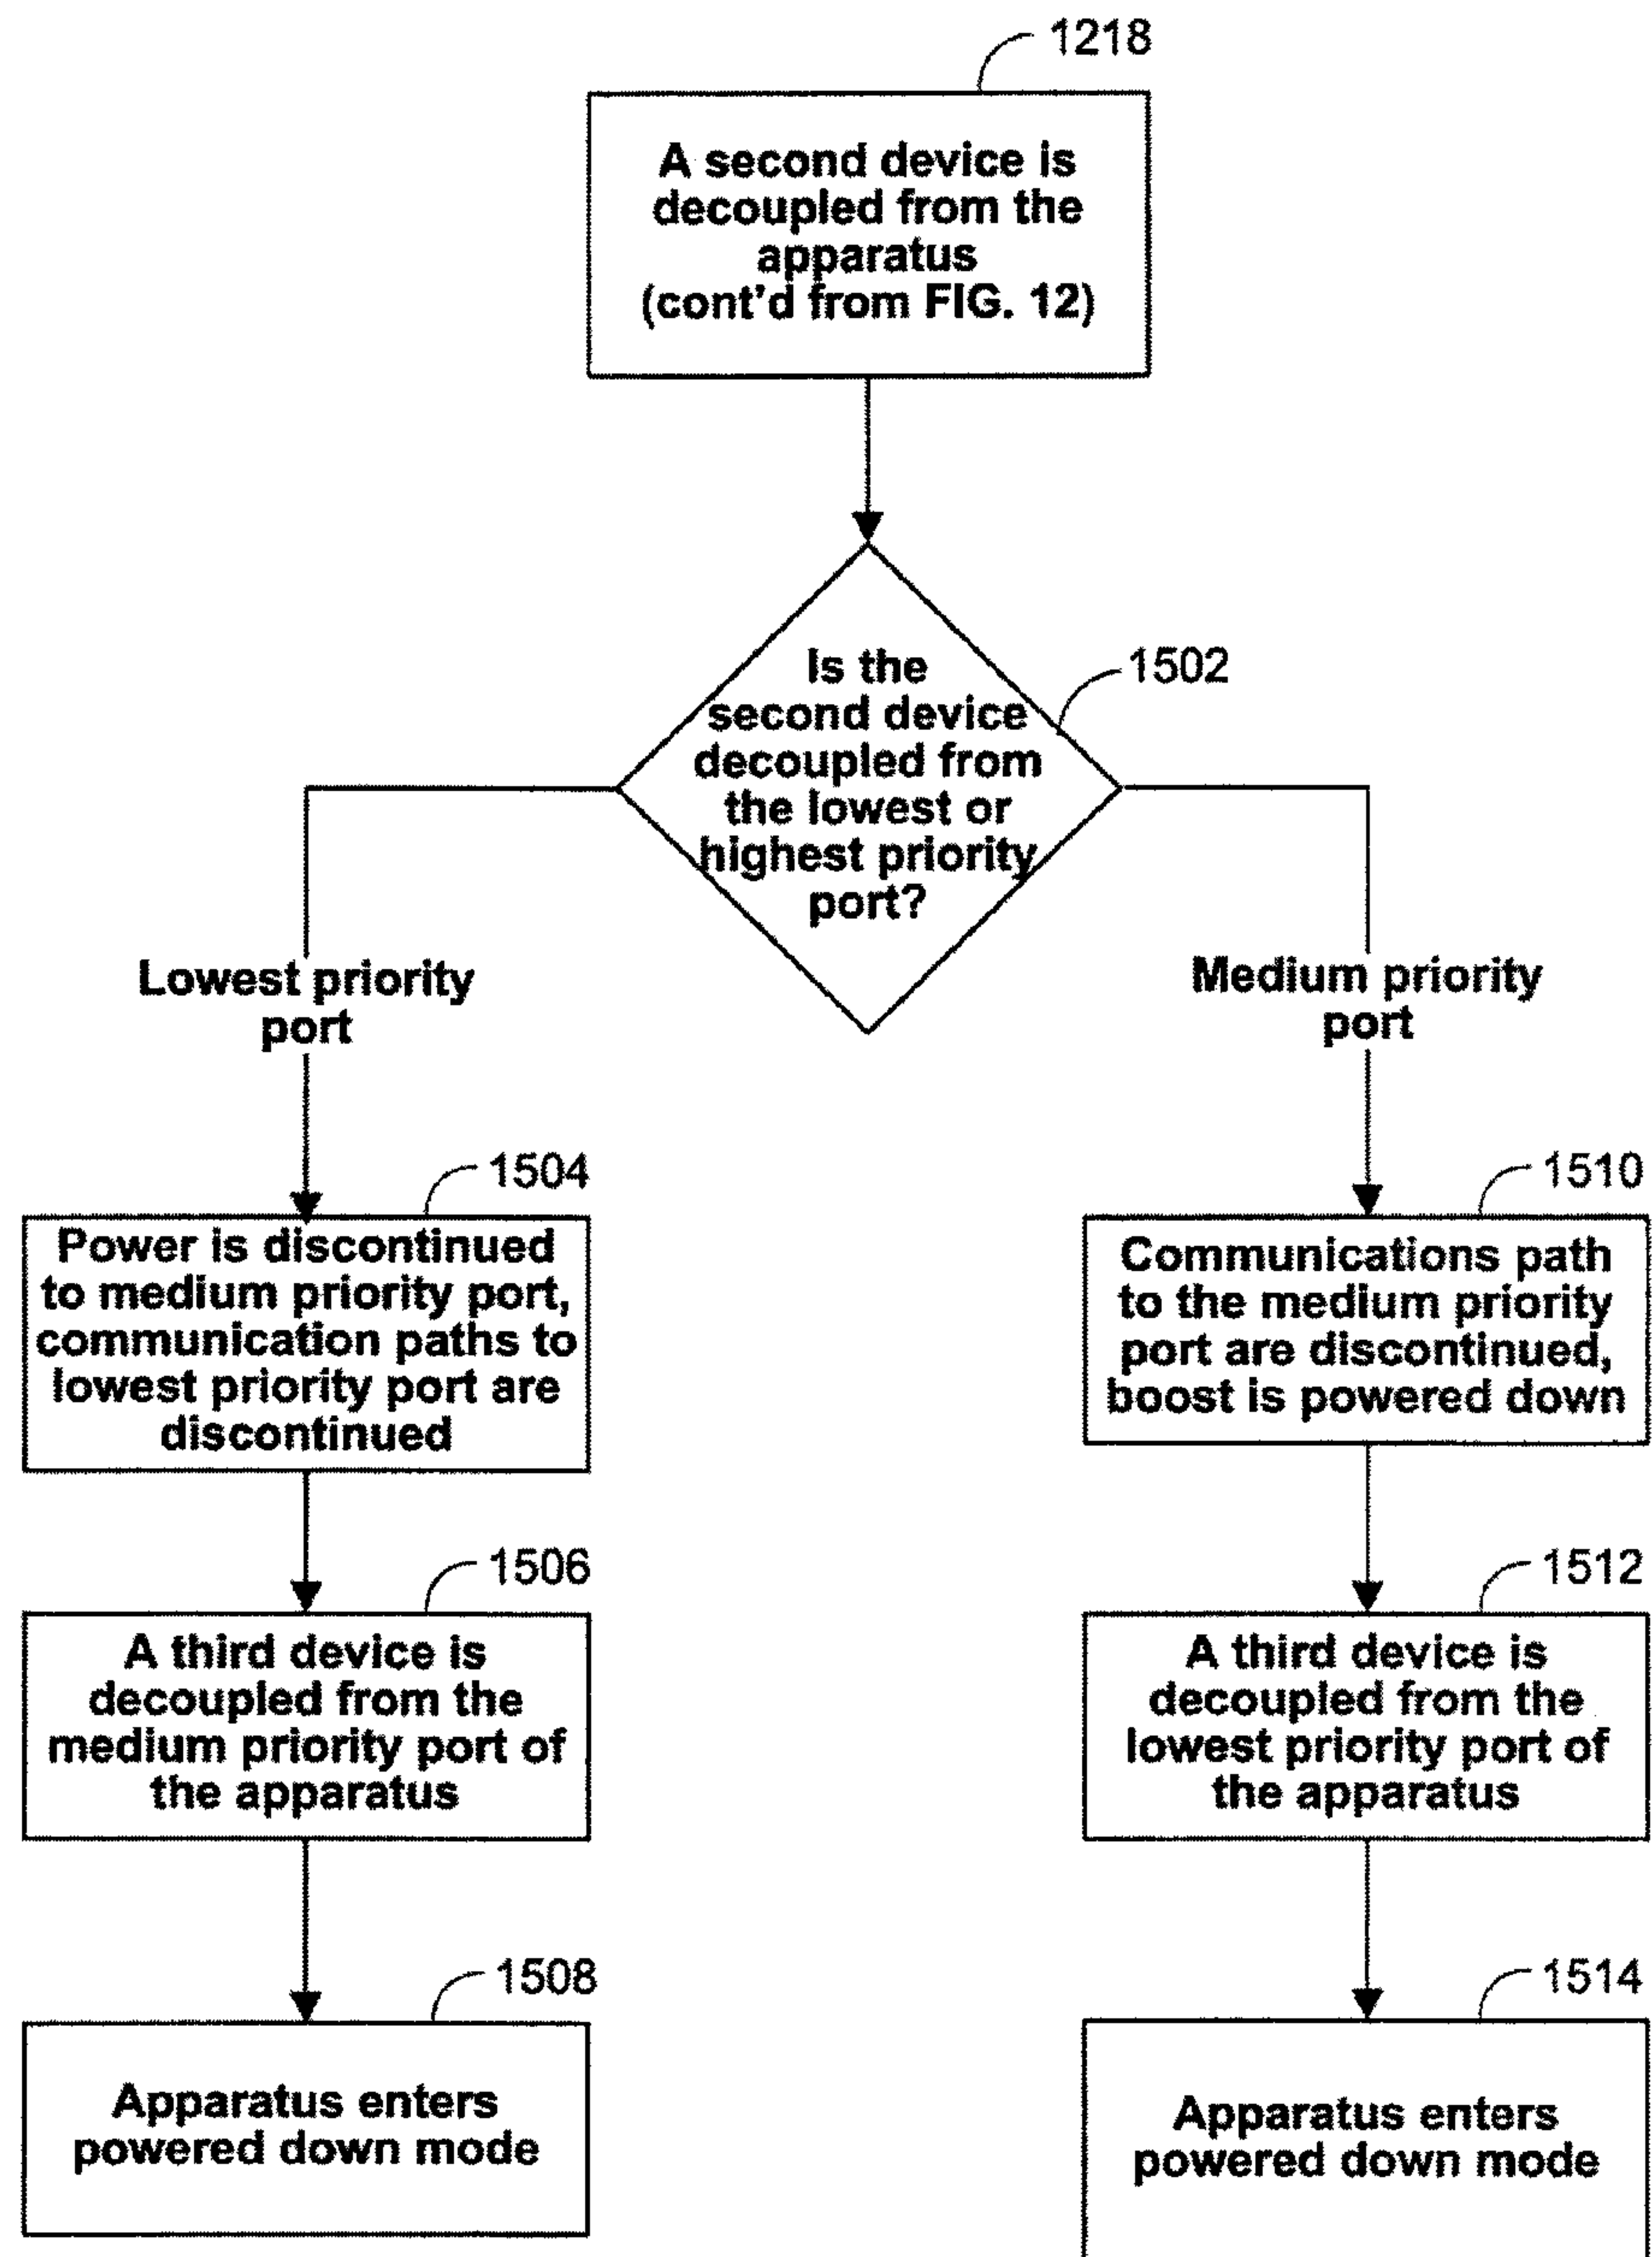 1218
A second device is
decoupled from the
apparatus
(cont'd from FIG. 12)
1502
Is the
second device
decoupled from
the lowest or
highest priority
port?
Lowest priority
port
Medium priority
port
1504
Power is discontinued
to medium priority port,
communication paths to
lowest priority port are
discontinued
1510
Communications path
to the medium priority
port are discontinued,
boost is powered down
1506
A third device is
decoupled from the
medium priority port of
the apparatus
1512
A third device is
decoupled from the
lowest priority port of
the apparatus
1508
Apparatus enters
powered down mode
1514
Apparatus enters
powered down mode